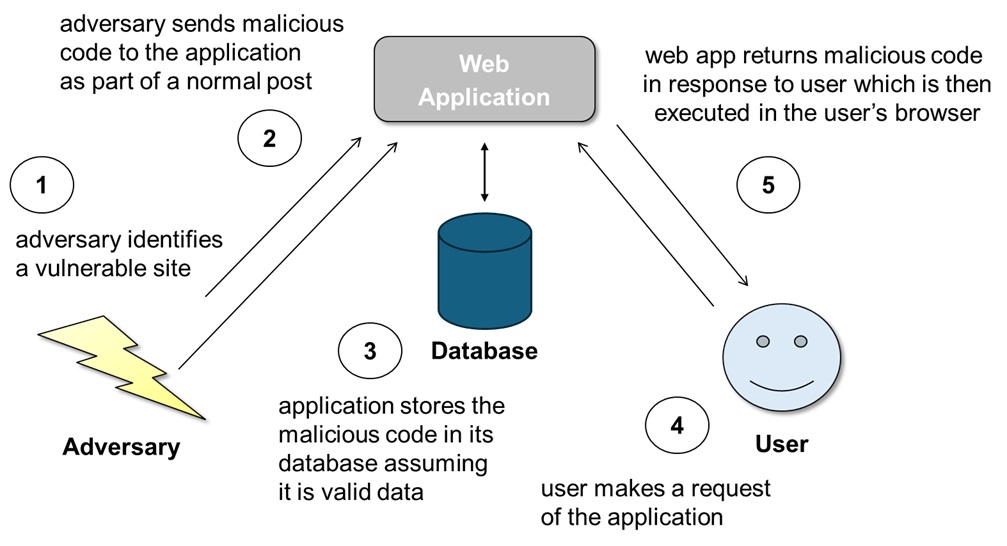 adversary sends malicious
code to the application
as part of a normal post
Web
Application
web app returns malicious code
in response to user which is then
executed in the user’s browser
2
1
5
adversary identifies
a vulnerable site
3
Database
Adversary
application stores the
malicious code in its
database assuming
it is valid data
4
User
user makes a request
of the application